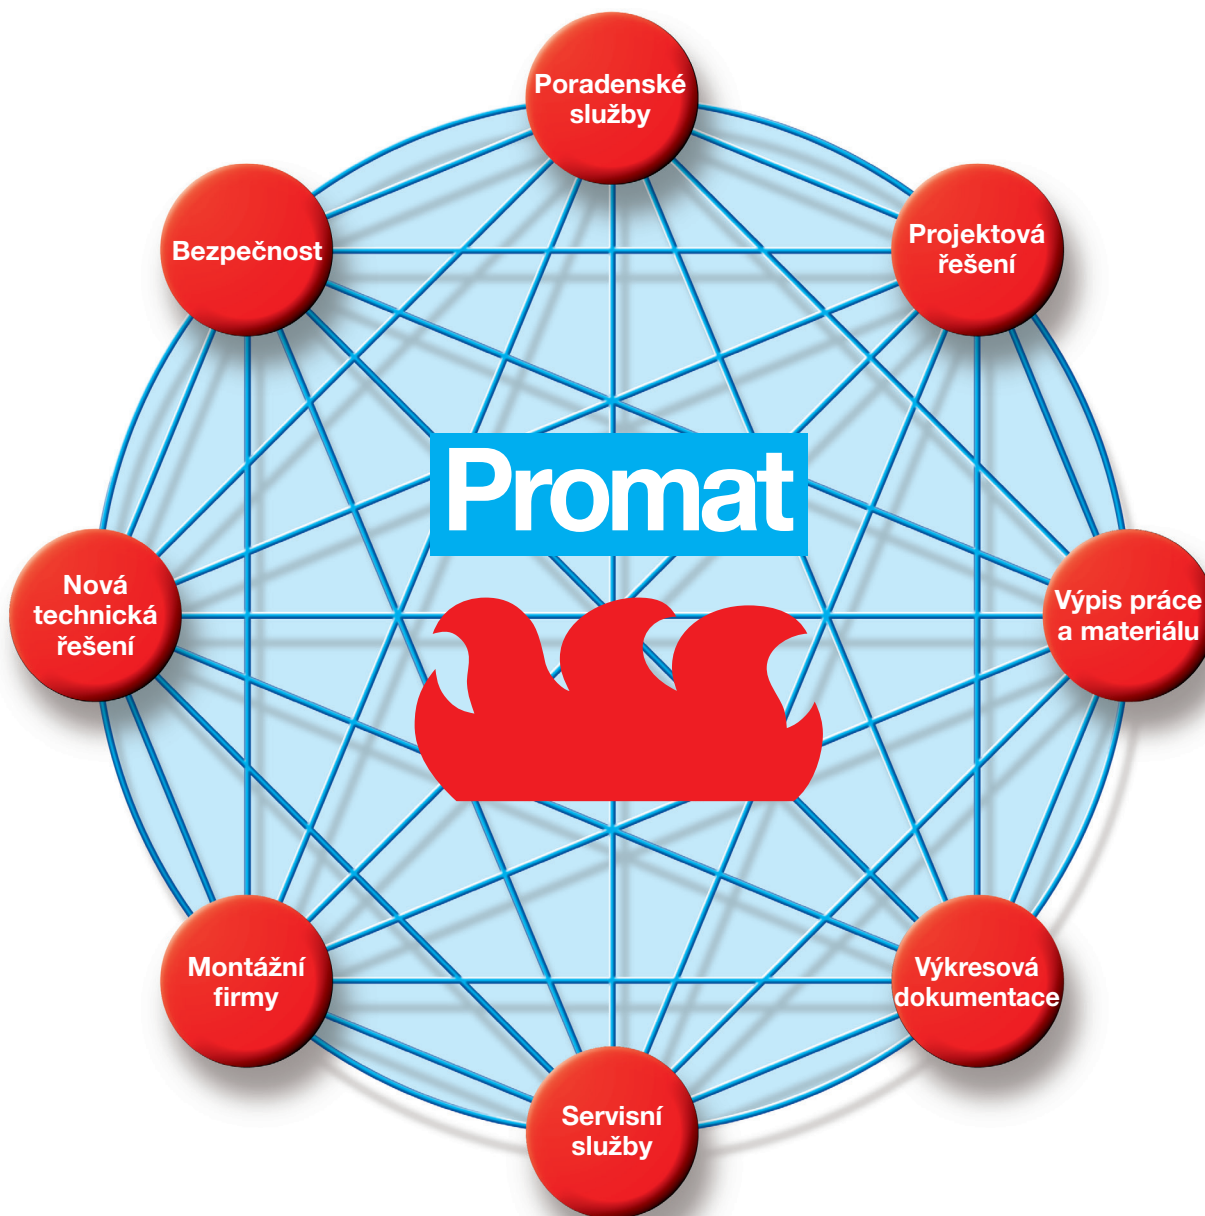 Poradenské
služby
Bezpečnost
Projektová
řešení
Promat
Nová
technická
řešení
Výpis práce
a materiálu
Montážní
firmy
Výkresová
dokumentace
Servisní
služby